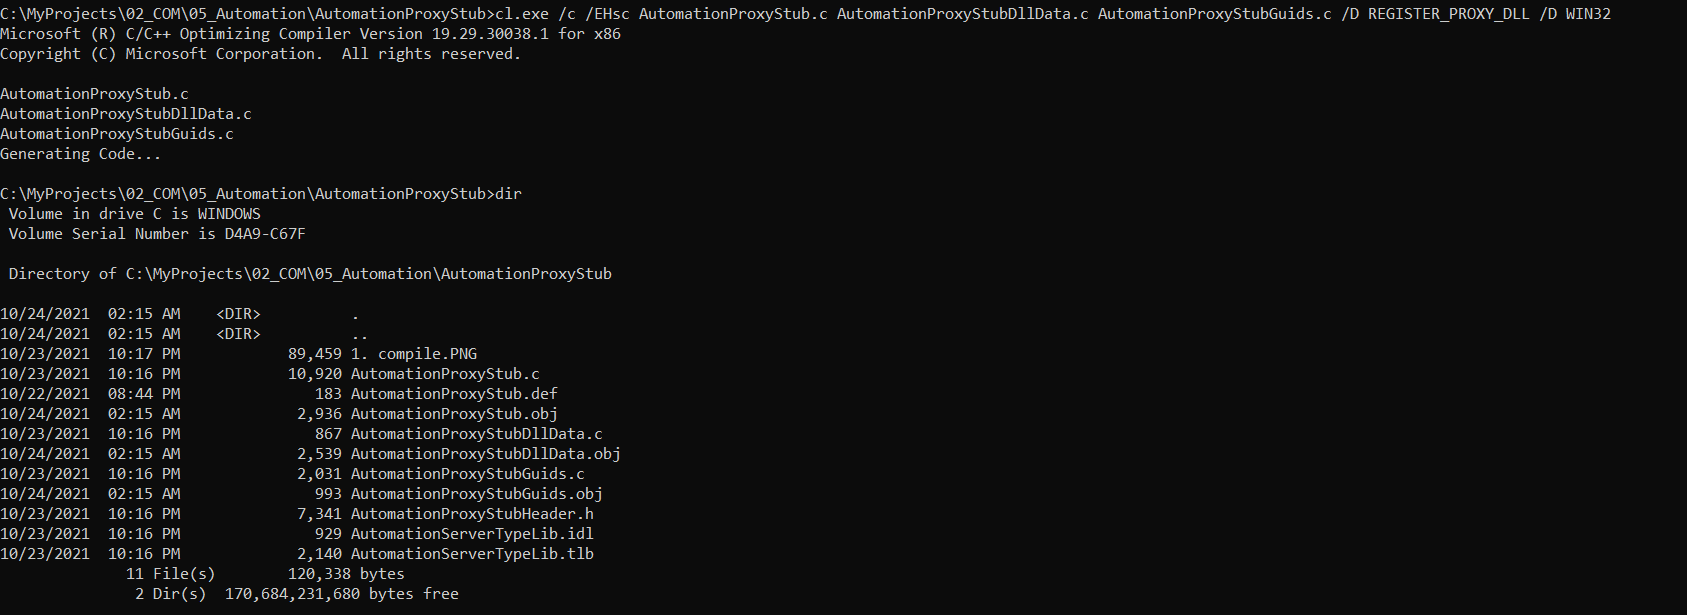 C:\MyProjects\02_COM\05_Automation\AutomationProxyStub>cl.exe /c /EHsc AutomationProxyStub.c AutomationProxyStubDllData.c AutomationProxyStubGuids.c /D REGISTER_PROXY_DLL /D WIN32
Microsoft (R) C/C++ Optimizing Compiler Version 19.29.30038.1 for x86
Copyright (C) Microsoft Corporation.  All rights reserved.

AutomationProxyStub.c
AutomationProxyStubDllData.c
AutomationProxyStubGuids.c
Generating Code...

C:\MyProjects\02_COM\05_Automation\AutomationProxyStub>dir
 Volume in drive C is WINDOWS
 Volume Serial Number is D4A9-C67F

 Directory of C:\MyProjects\02_COM\05_Automation\AutomationProxyStub

10/24/2021  02:15 AM    <DIR>          .
10/24/2021  02:15 AM    <DIR>          ..
10/23/2021  10:17 PM            89,459 1. compile.PNG
10/23/2021  10:16 PM            10,920 AutomationProxyStub.c
10/22/2021  08:44 PM               183 AutomationProxyStub.def
10/24/2021  02:15 AM             2,936 AutomationProxyStub.obj
10/23/2021  10:16 PM               867 AutomationProxyStubDllData.c
10/24/2021  02:15 AM             2,539 AutomationProxyStubDllData.obj
10/23/2021  10:16 PM             2,031 AutomationProxyStubGuids.c
10/24/2021  02:15 AM               993 AutomationProxyStubGuids.obj
10/23/2021  10:16 PM             7,341 AutomationProxyStubHeader.h
10/23/2021  10:16 PM               929 AutomationServerTypeLib.idl
10/23/2021  10:16 PM             2,140 AutomationServerTypeLib.tlb
              11 File(s)        120,338 bytes
               2 Dir(s)  170,684,231,680 bytes free